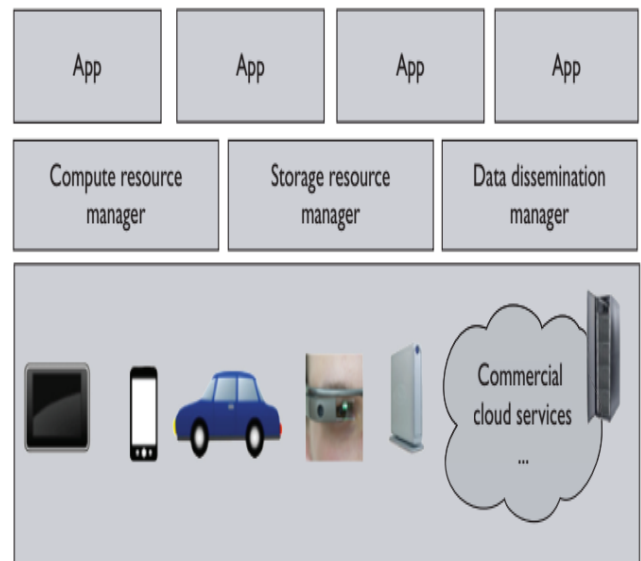 App
App
App
App
Compute resource
manager
Storage resource
manager
Data dissemination
manager
Commercial
cloud services
...